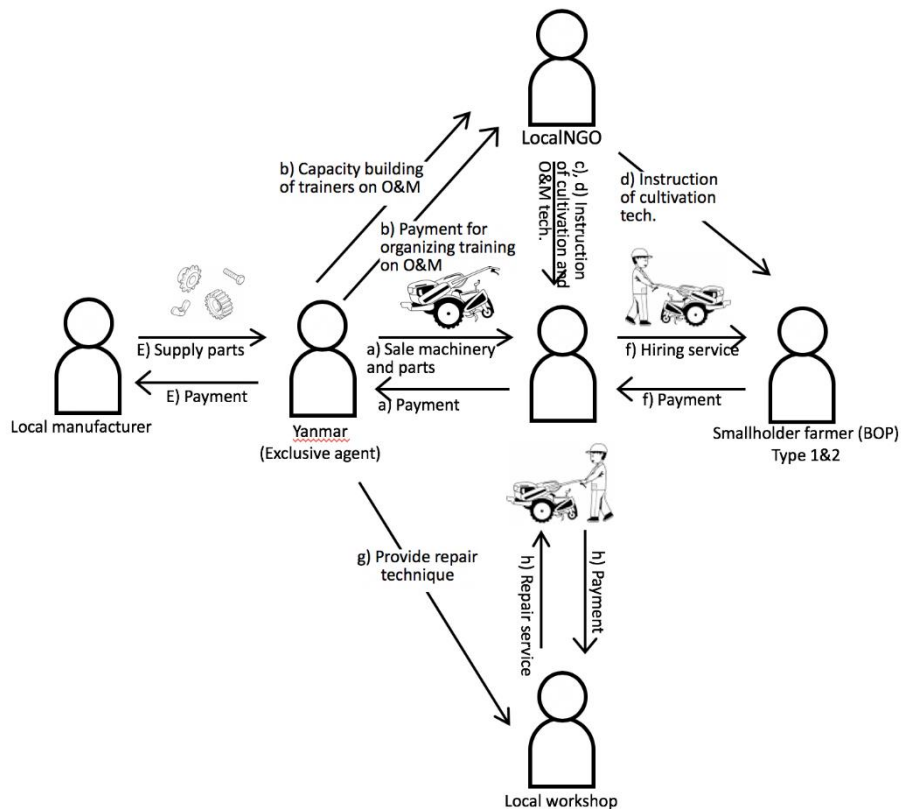 LocalNGO
b) Capacity building
of trainers on O&M
c), d) Instruction
of cultivation and
O&M tech.
d) Instruction
of cultivation
tech.
b) Payment for
organizing training
on O&M
E) Supply parts
a) Sale machinery
and parts
f) Hiring service
E) Payment
a) Payment
f) Payment
Local manufacturer
Yanmar
(Exclusive agent)
Smallholder farmer (BOP)
Type 1&2
g) Provide repair
technique
h) Repair service
h) Payment
Local workshop